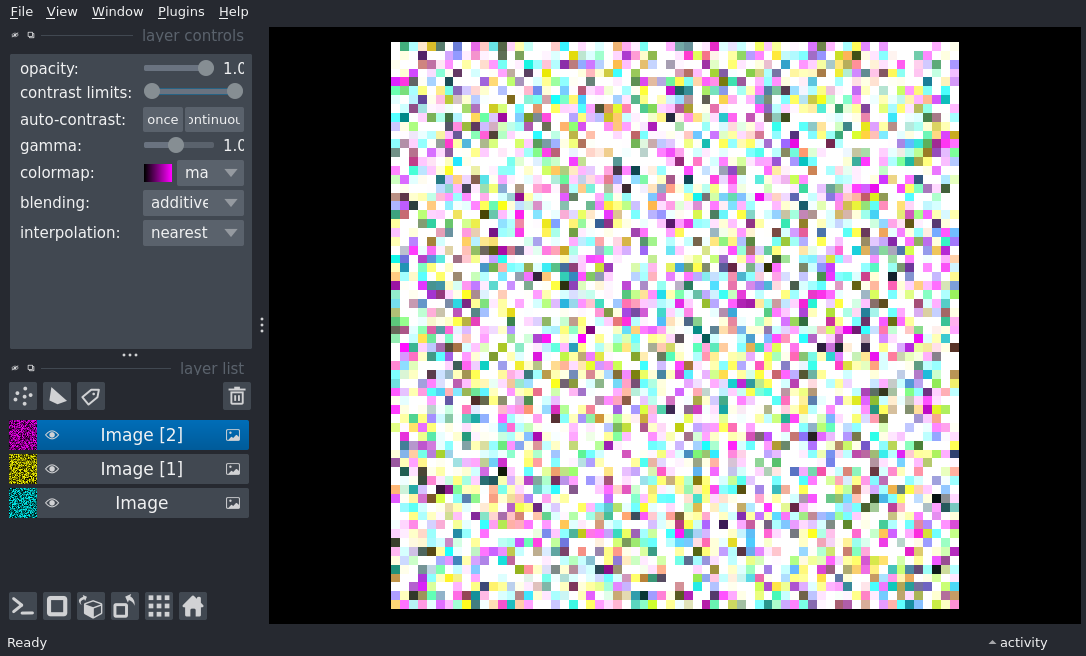 File View Window Plugins Help
layer controls
opacity: 1.0
contrast limits:
auto-contrast: once ontinuou
gamma: 1.0
colormap: ma
blending: additive
interpolation: nearest
layer list
Image [2]
Image [1]
Image
Ready activity